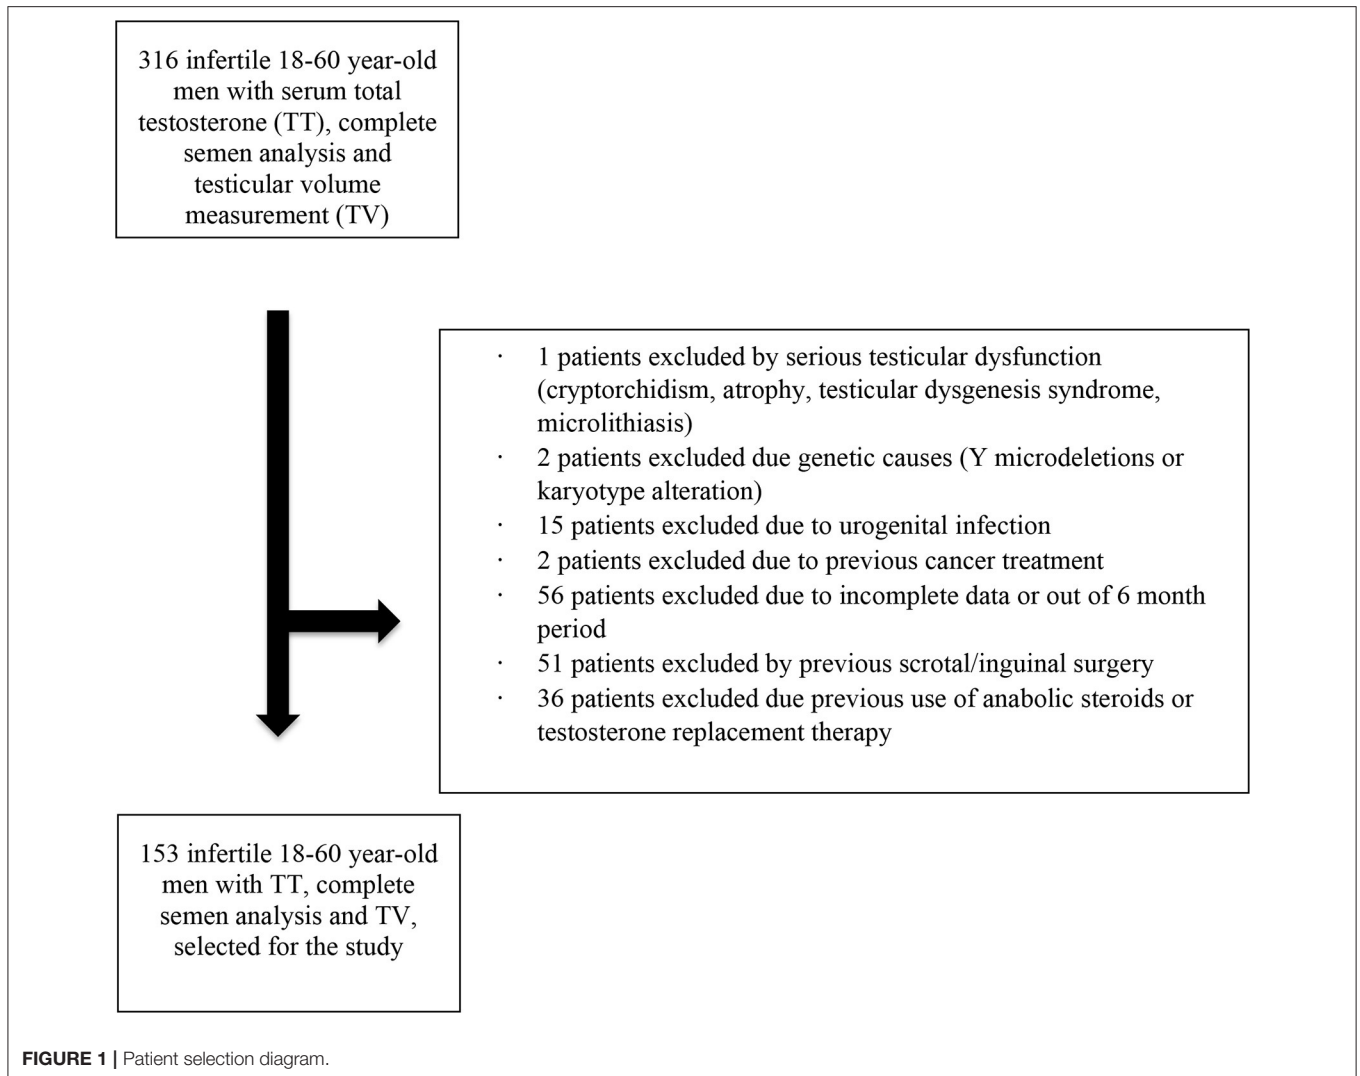 316 infertile 18-60 year-old
men with serum total
testosterone (TT), complete
semen analysis and
testicular volume
measurement (TV)
· 1 patients excluded by serious testicular dysfunction
(cryptorchidism, atrophy, testicular dysgenesis syndrome,
microlithiasis)
· 2 patients excluded due genetic causes (Y microdeletions or
karyotype alteration)
· 15 patients excluded due to urogenital infection
· 2 patients excluded due to previous cancer treatment
· 56 patients excluded due to incomplete data or out of 6 month
period
· 51 patients excluded by previous scrotal/inguinal surgery
· 36 patients excluded due previous use of anabolic steroids or
testosterone replacement therapy
153 infertile 18-60 year-old
men with TT, complete
semen analysis and TV,
selected for the study
FIGURE 1 | Patient selection diagram.